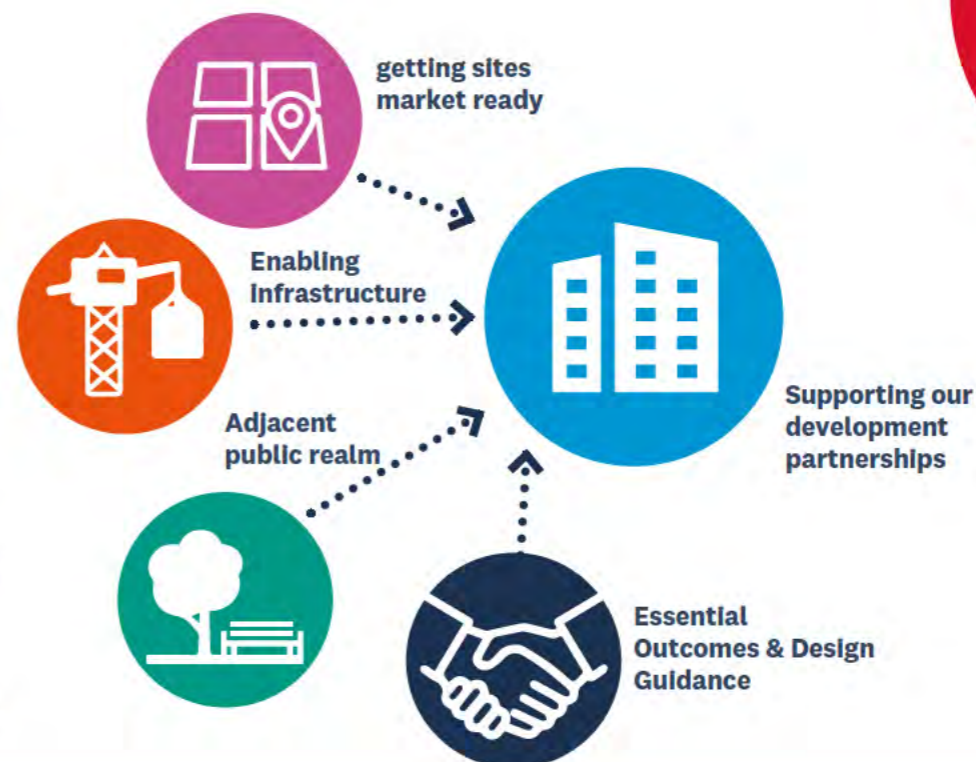 getting sites
market ready
Enabling
Infrastructure
Adjacent
public realm
Supporting our
development
partnerships
Essential
Outcomes & Design
Guidance